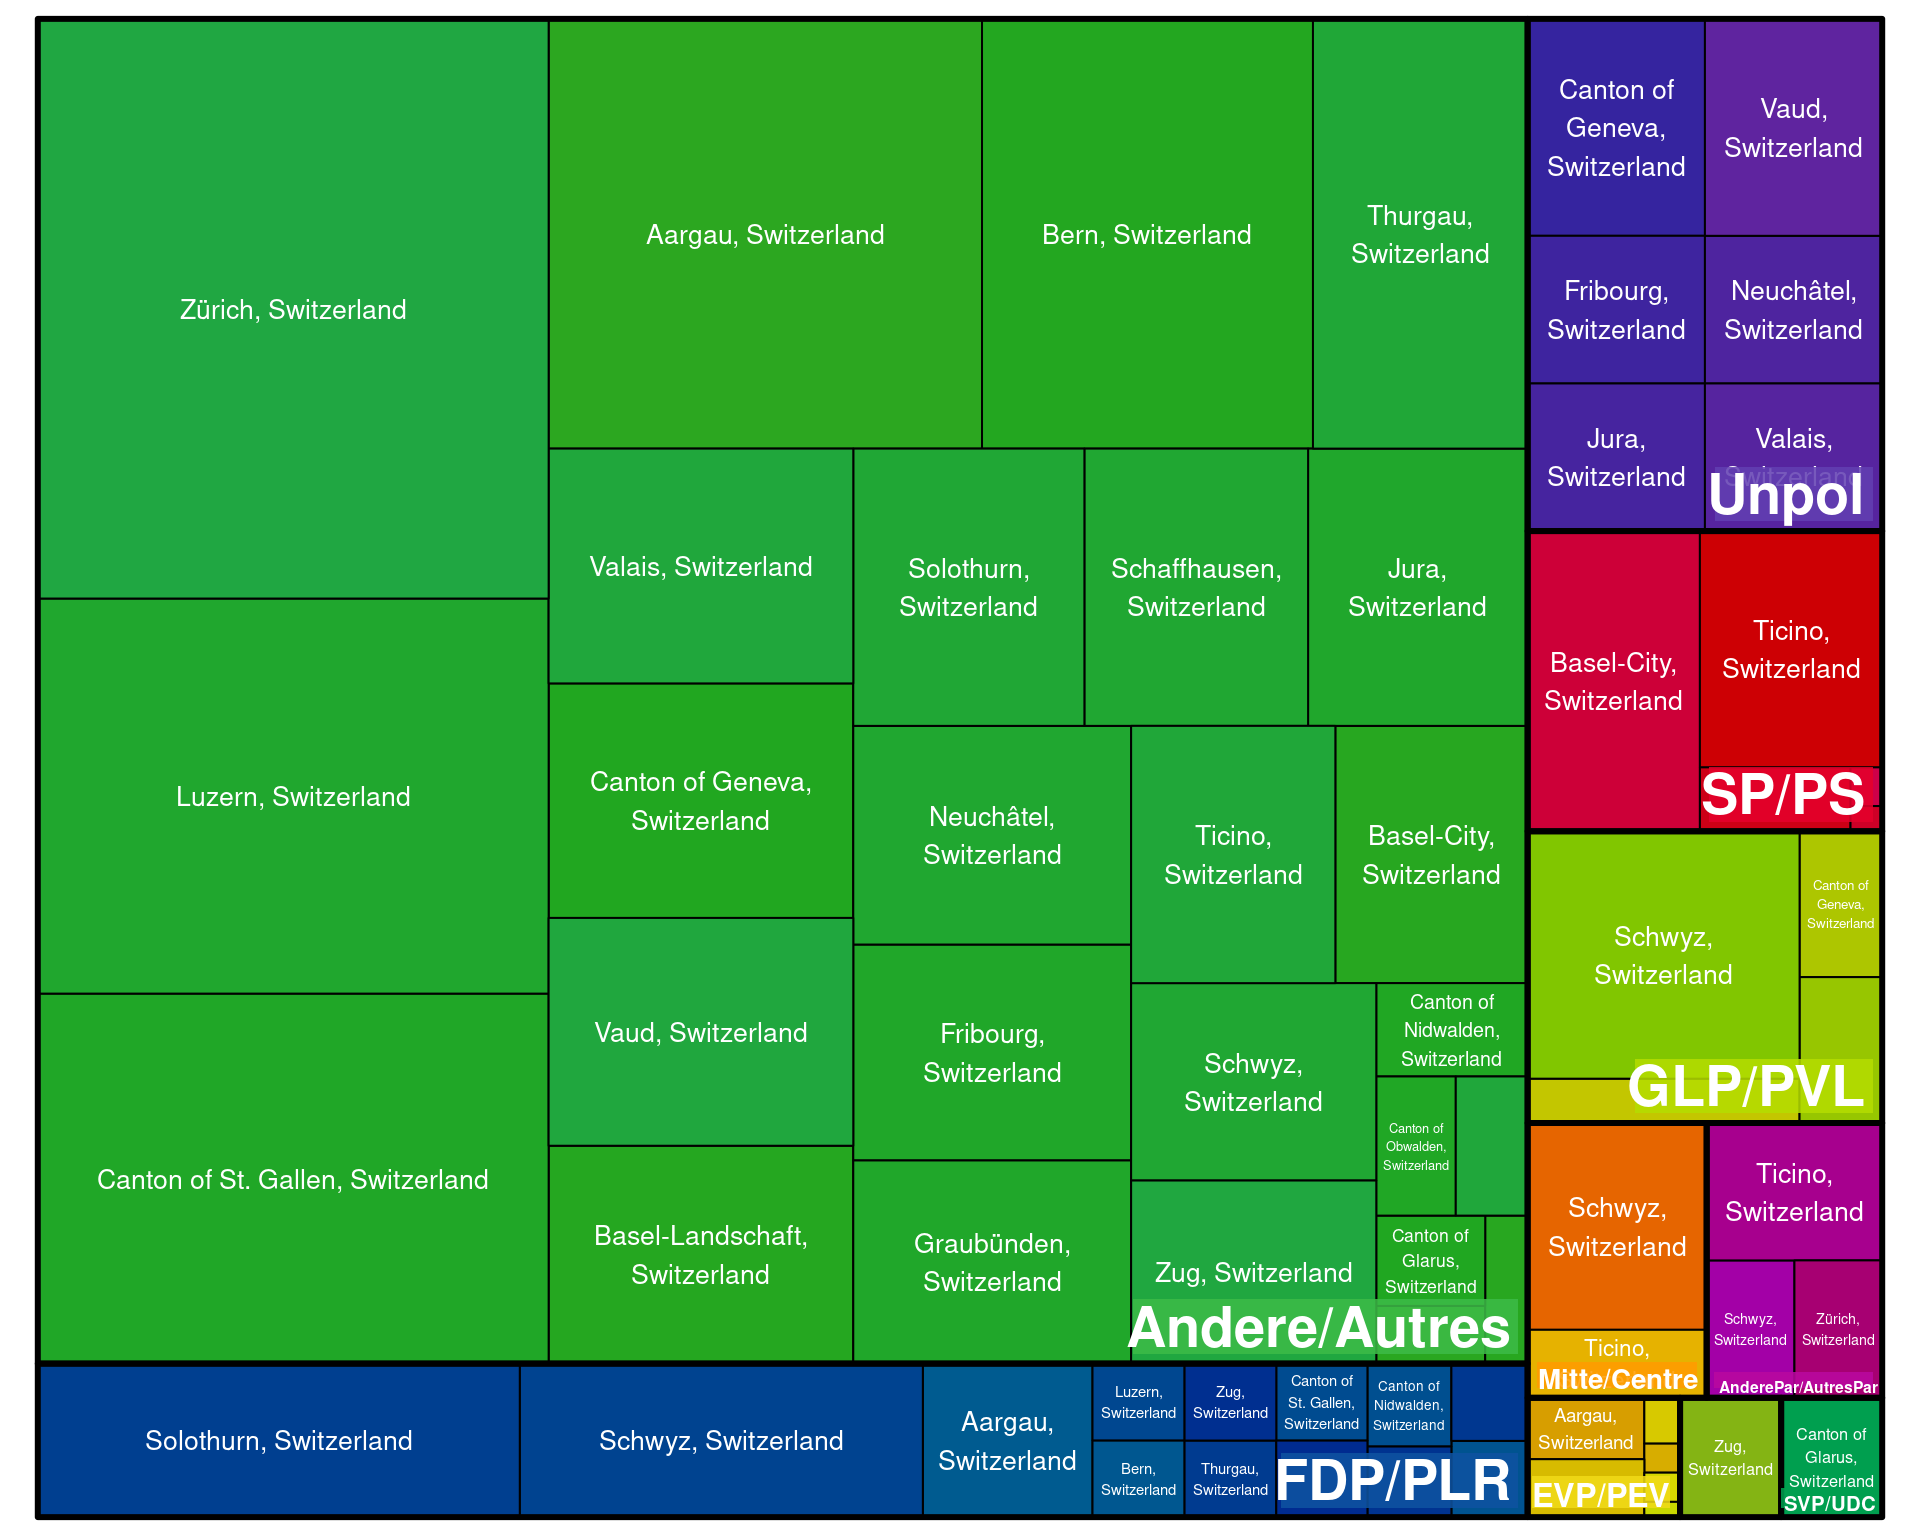 Zürich, Switzerland
Luzern, Switzerland
Canton of St. Gallen, Switzerland
Aargau, Switzerland
Bern, Switzerland
Thurgau,
Switzerland
Valais, Switzerland
Canton of Geneva,
Switzerland
Vaud, Switzerland
Basel-Landschaft,
Switzerland
Solothurn,
Switzerland
Schaffhausen,
Switzerland
Jura,
Switzerland
Neuchâtel,
Switzerland
Fribourg,
Switzerland
Graubünden,
Switzerland
Ticino,
Switzerland
Basel-City,
Switzerland
Schwyz,
Switzerland
Zug, Switzerland
Canton of
Nidwalden,
Switzerland
Canton of
Obwalden,
Switzerland
Canton of
Glarus,
Switzerland
Andere/Autres
Solothurn, Switzerland
Schwyz, Switzerland
Aargau,
Switzerland
Luzern,
Switzerland
Bern,
Switzerland
Zug,
Switzerland
Thurgau,
Switzerland
Canton of
St. Gallen,
Switzerland
Canton of
Nidwalden,
Switzerland
FDP/PLR
Canton of
Geneva,
Switzerland
Vaud,
Switzerland
Fribourg,
Switzerland
Neuchâtel,
Switzerland
Jura,
Switzerland
Valais,
Switzerland
Unpol
Basel-City,
Switzerland
Ticino,
Switzerland
SP/PS
Schwyz,
Switzerland
Canton of
Geneva,
Switzerland
GLP/PVL
Schwyz,
Switzerland
Ticino,
Mitte/Centre
Ticino,
Switzerland
Schwyz,
Switzerland
Zürich,
Switzerland
AnderePar/AutresPar
Aargau,
Switzerland
EVP/PEV
Zug,
Switzerland
Canton of
Glarus,
Switzerland
SVP/UDC